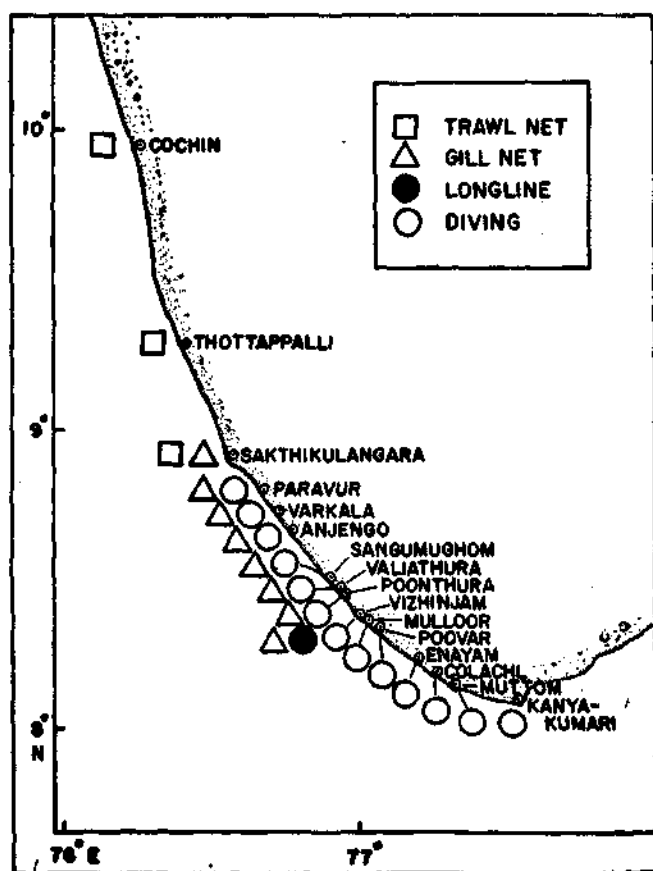 10°
9°
8°
N
76°E
77°
TRAWL NET
GILL NET
LONGLINE
DIVING
COCHIN
THOTTAPPALLI
SAKTHIKULANGARA
PARAVUR
VARKALA
ANJENGO
SANGUMUGHOM
VALIATHURA
POONTHURA
VIZHINJAM
MULLOOR
POOVAR
ENAYAM
COLACHI
MUTTOM
KANYA-
KUMARI